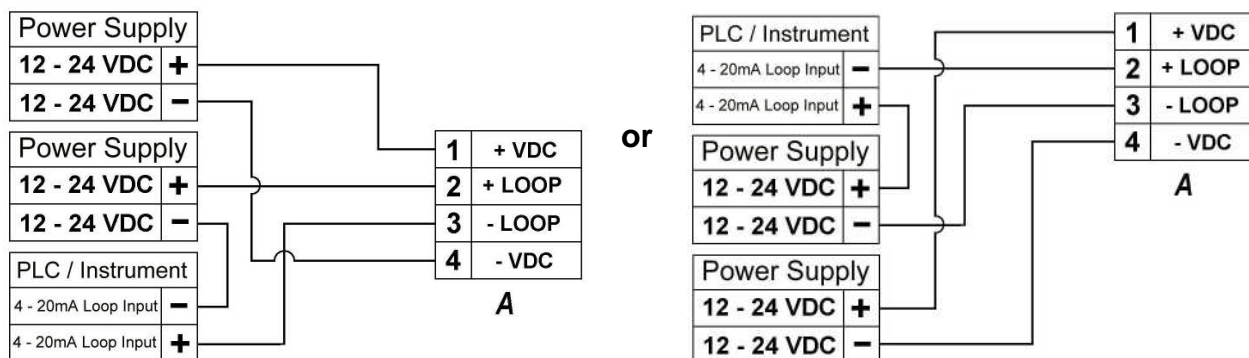 Power Supply
12 - 24 VDC +
12 - 24 VDC −
Power Supply
12 - 24 VDC +
12 - 24 VDC −
PLC / Instrument
4 - 20mA Loop Input −
4 - 20mA Loop Input +
1 + VDC
2 + LOOP
3 - LOOP
4 - VDC
A
or
PLC / Instrument
4 - 20mA Loop Input −
4 - 20mA Loop Input +
Power Supply
12 - 24 VDC +
12 - 24 VDC −
Power Supply
12 - 24 VDC +
12 - 24 VDC −
1 + VDC
2 + LOOP
3 - LOOP
4 - VDC
A